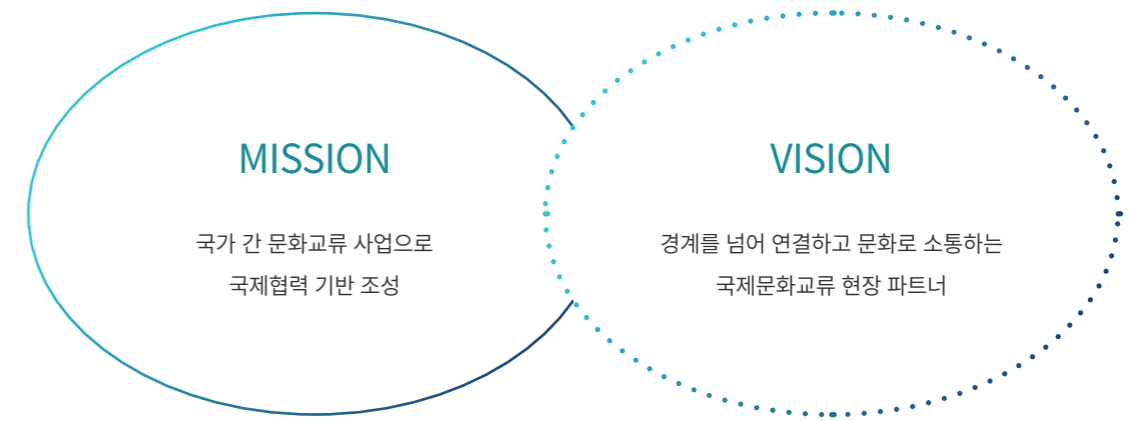 MISSION
국가 간 문화교류 사업으로
국제협력 기반 조성
VISION
경계를 넘어 연결하고 문화로 소통하는
국제문화교류 현장 파트너